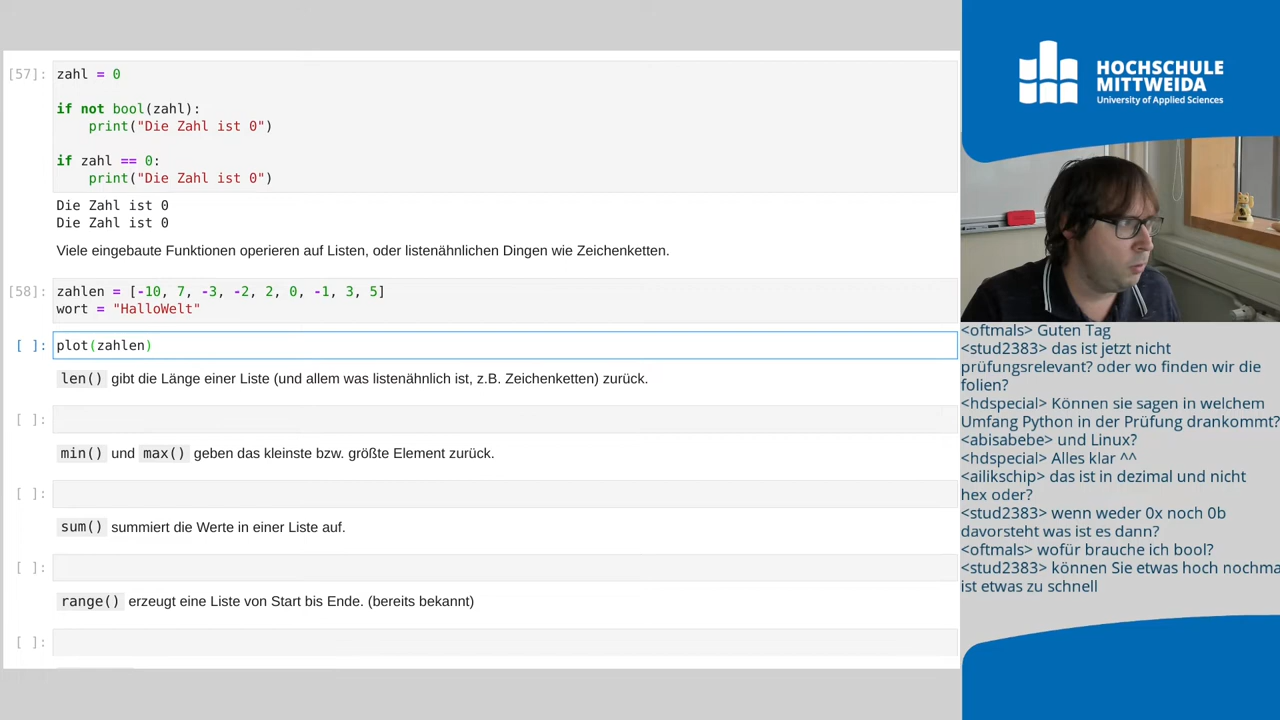 [57]: zahl = 0
if not bool(zahl):
print("Die Zahl ist 0")
if zahl == 0:
print("Die Zahl ist 0")
Die Zahl ist 0
Die Zahl ist 0
Viele eingebaute Funktionen operieren auf Listen, oder listenähnlichen Dingen wie Zeichenketten.
[58]: zahlen = [-10, 7, -3, -2, 2, 0, -1, 3, 5]
wort = "HalloWelt"
[ ]: plot(zahlen)
len() gibt die Länge einer Liste (und allem was listenähnlich ist, z.B. Zeichenketten) zurück.
[ ]:
min() und max() geben das kleinste bzw. größte Element zurück.
[ ]:
sum() summiert die Werte in einer Liste auf.
[ ]:
range() erzeugt eine Liste von Start bis Ende. (bereits bekannt)
[ ]:
HOCHSCHULE
MITTWEIDA
University of Applied Sciences
<oftmals> Guten Tag
<stud2383> das ist jetzt nicht
prüfungsrelevant? oder wo finden wir die
folien?
<hdspecial> Können sie sagen in welchem
Umfang Python in der Prüfung drankommt?
<abisabebe> und Linux?
<hdspecial> Alles klar ^^
<ailikschip> das ist in dezimal und nicht
hex oder?
<stud2383> wenn weder 0x noch 0b
davorsteht was ist es dann?
<oftmals> wofür brauche ich bool?
<stud2383> können Sie etwas hoch nochma
ist etwas zu schnell